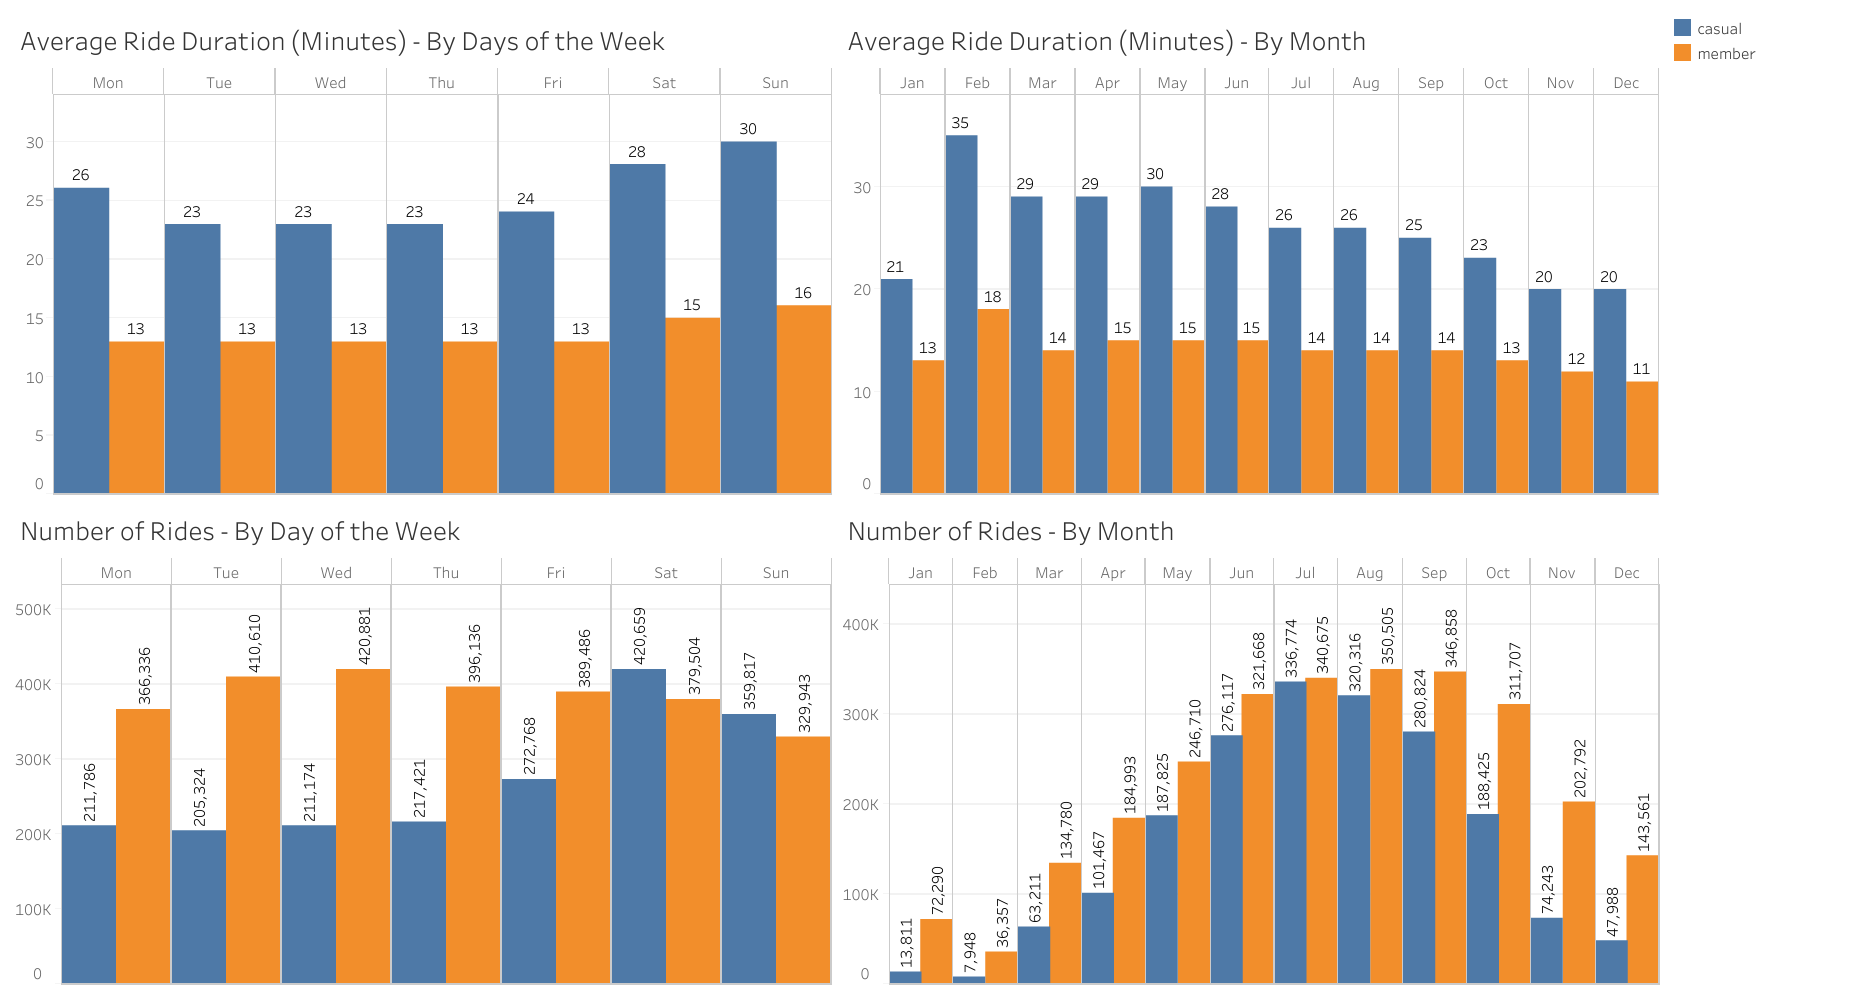 Average Ride Duration (Minutes) - By Days of the Week
Mon Tue Wed Thu Fri Sat Sun
30
25
20
15
10
5
0
26 13 23 13 23 13 23 13 24 13 28 15 30 16
Average Ride Duration (Minutes) - By Month
Jan Feb Mar Apr May Jun Jul Aug Sep Oct Nov Dec
30
20
10
0
21 13 35 18 29 14 29 15 30 15 28 15 26 14 26 14 25 14 23 13 20 12 20 11
casual
member
Number of Rides - By Day of the Week
Mon Tue Wed Thu Fri Sat Sun
500K
400K
300K
200K
100K
0
211,786 366,336 205,324 410,610 211,174 420,881 217,421 396,136 272,768 389,486 420,659 379,504 359,817 329,943
Number of Rides - By Month
Jan Feb Mar Apr May Jun Jul Aug Sep Oct Nov Dec
400K
300K
200K
100K
0
13,811 72,290 7,948 36,357 63,211 134,780 101,467 184,993 187,825 246,710 276,117 321,668 336,774 340,675 320,316 350,505 280,824 346,858 188,425 311,707 74,243 202,792 47,988 143,561